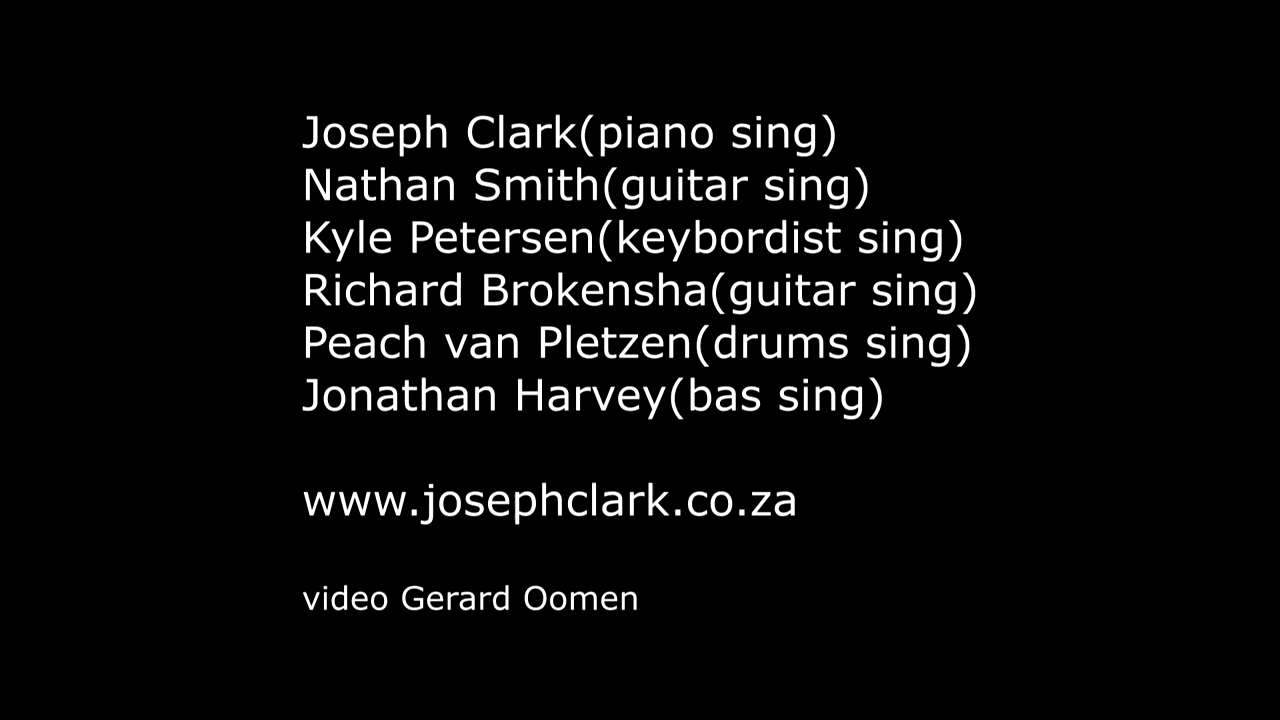 Joseph Clark(piano sing)
Nathan Smith(guitar sing)
Kyle Petersen(keybordist sing)
Richard Brokensha(guitar sing)
Peach van Pletzen(drums sing)
Jonathan Harvey(bas sing)
www.josephclark.co.za
video Gerard Oomen